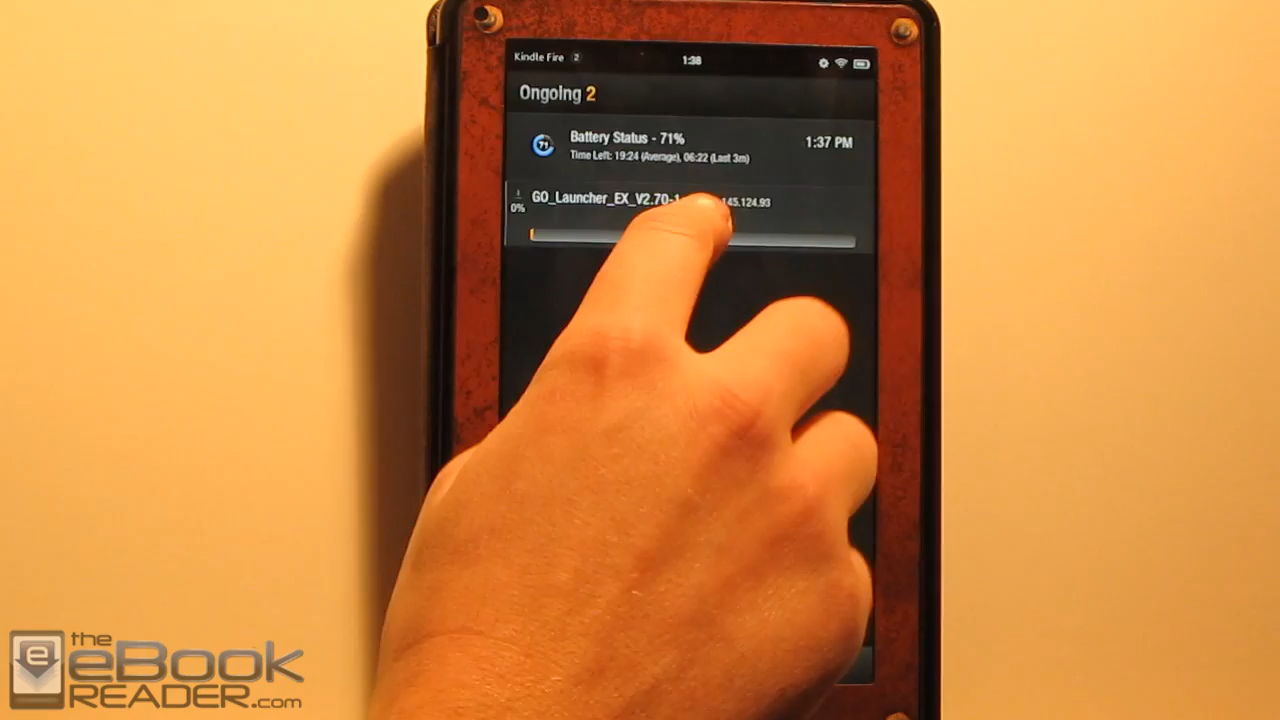 Kindle Fire 2
1:38
Ongoing 2
71
Battery Status - 71%
1:37 PM
Time Left: 19:24 (Average), 06:22 (Last 3m)
GO_Launcher_EX_V2.70-1
145.124.93
0%
the
eBook
READER.com